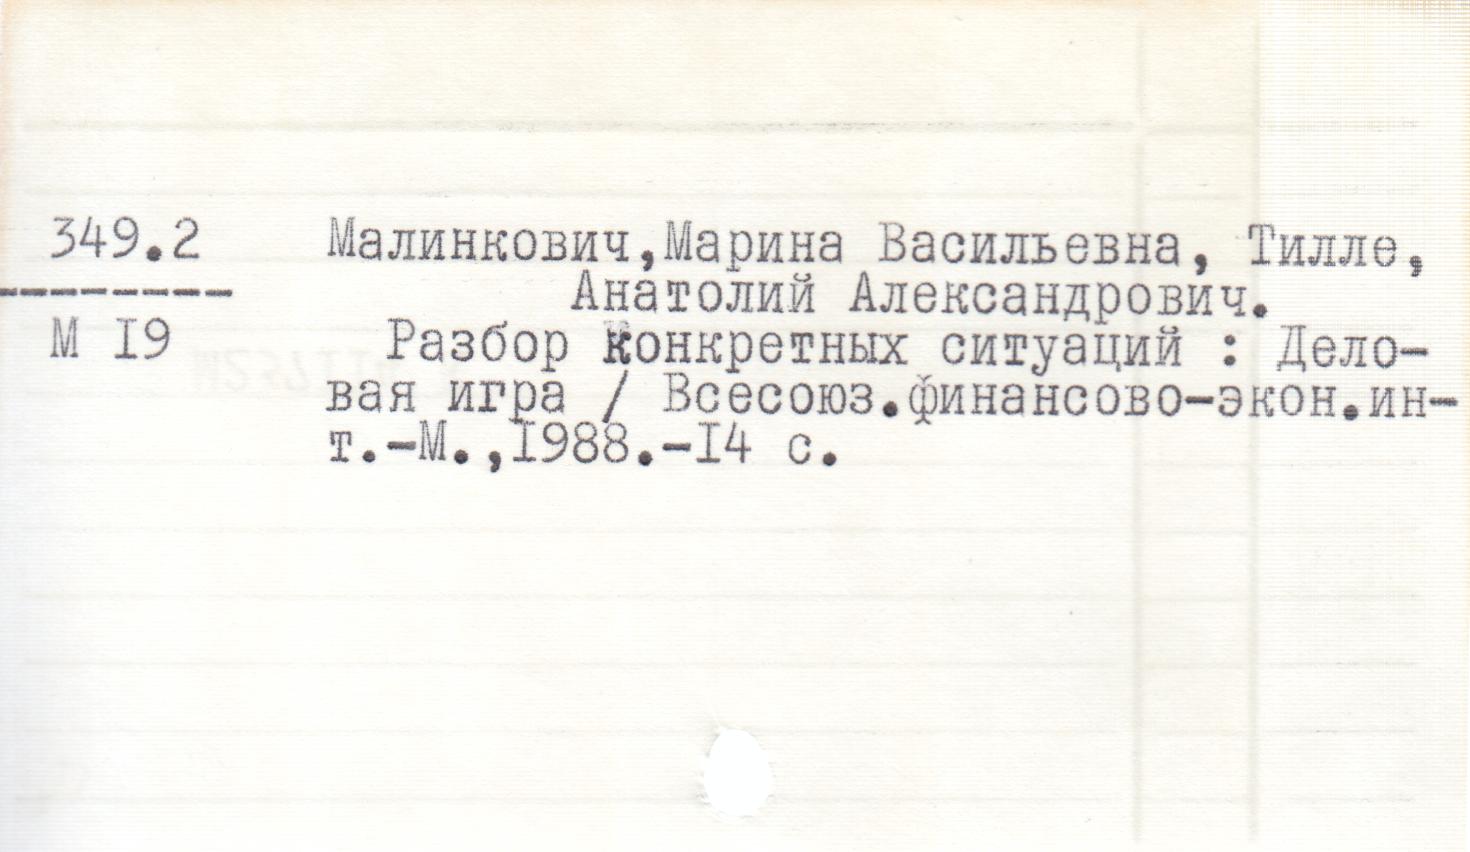 349.2 Малинкович,Марина Васильевна, Тилле,
Анатолий Александрович.
М I9 Разбор конкретных ситуаций : Дело-
вая игра / Всесоюз.финансово-экон.ин-
т.-М.,I988.-I4 с.